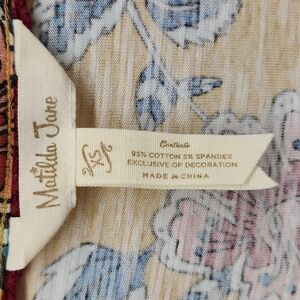 Matilda Jane
XS
Contents
95% COTTON 5% SPANDEX
EXCLUSIVE OF DECORATION
MADE in CHINA